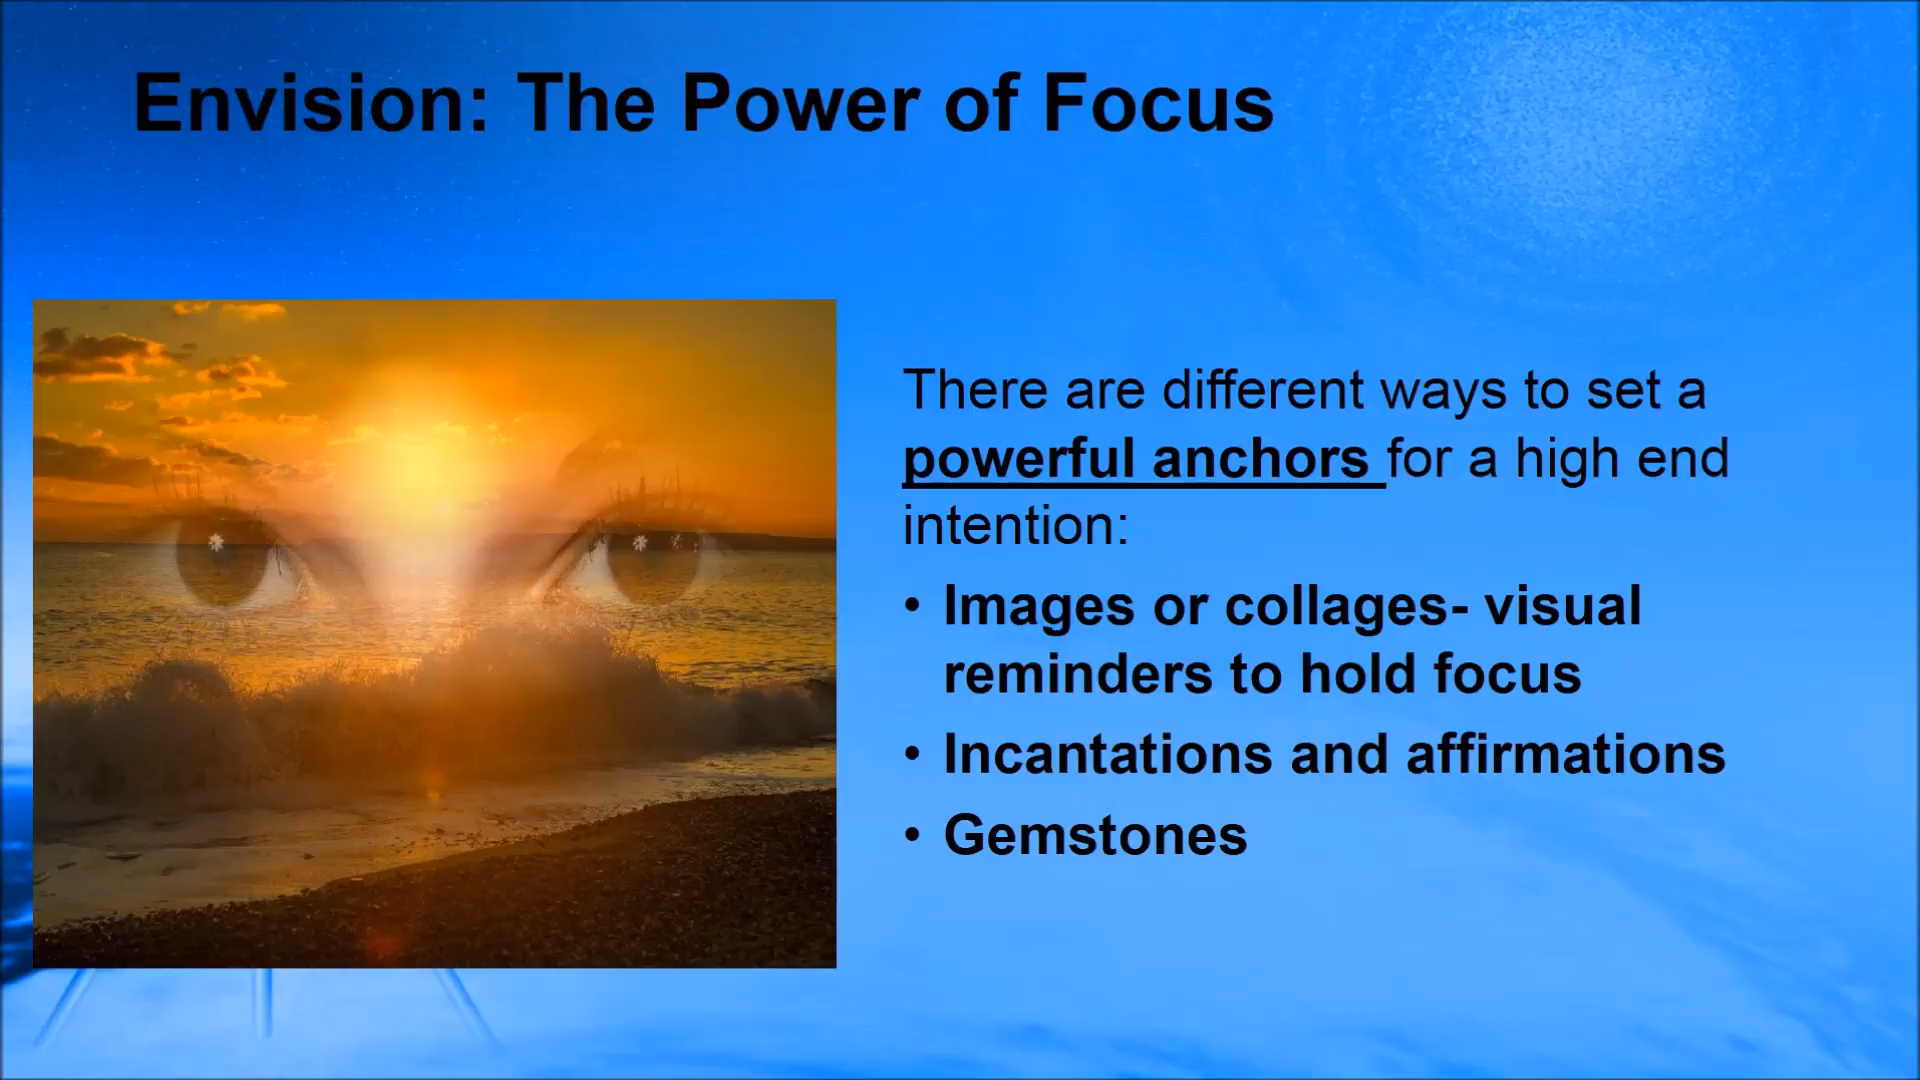 Envision: The Power of Focus
There are different ways to set a
powerful anchors for a high end
intention:
• Images or collages- visual
reminders to hold focus
• Incantations and affirmations
• Gemstones